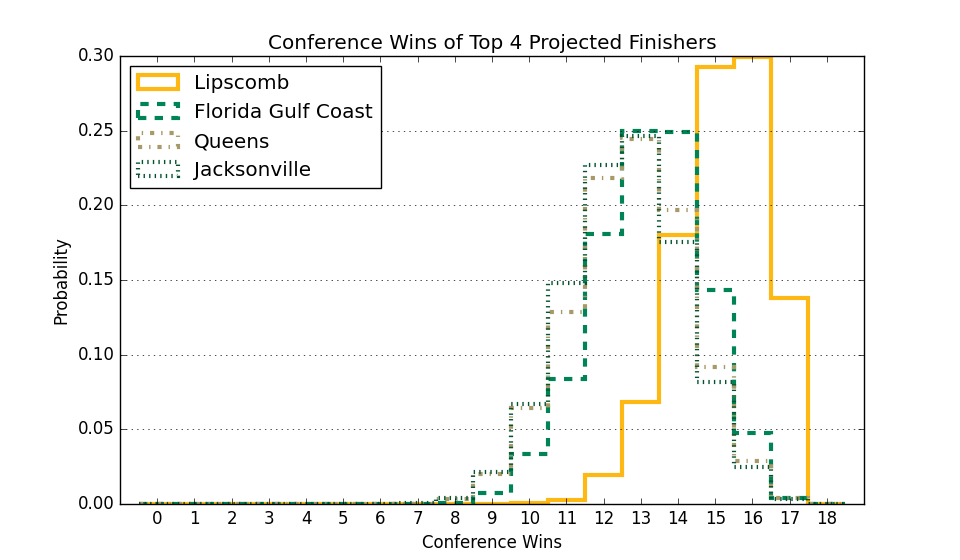 Conference Wins of Top 4 Projected Finishers
0.30
0.25
0.20
0.15
0.10
0.05
0.00
Probability
Lipscomb
Florida Gulf Coast
Queens
Jacksonville
0 1 2 3 4 5 6 7 8 9 10 11 12 13 14 15 16 17 18
Conference Wins